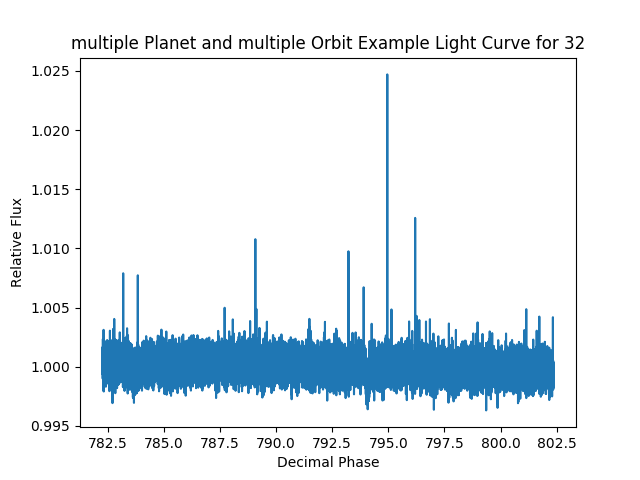 multiple Planet and multiple Orbit Example Light Curve for 32
1.025
1.020
1.015
1.010
1.005
1.000
0.995
Relative Flux
782.5 785.0 787.5 790.0 792.5 795.0 797.5 800.0 802.5
Decimal Phase